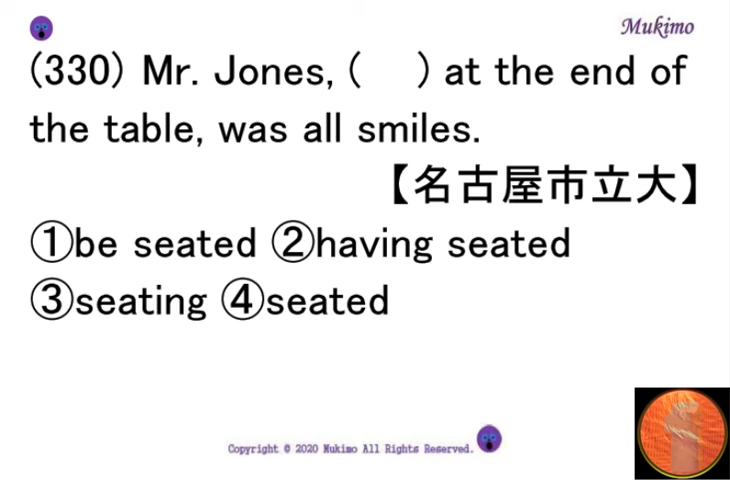 Mukimo
(330) Mr. Jones, (　) at the end of
the table, was all smiles.
【名古屋市立大】
①be seated ②having seated
③seating ④seated
Copyright © 2020 Mukimo All Rights Reserved.